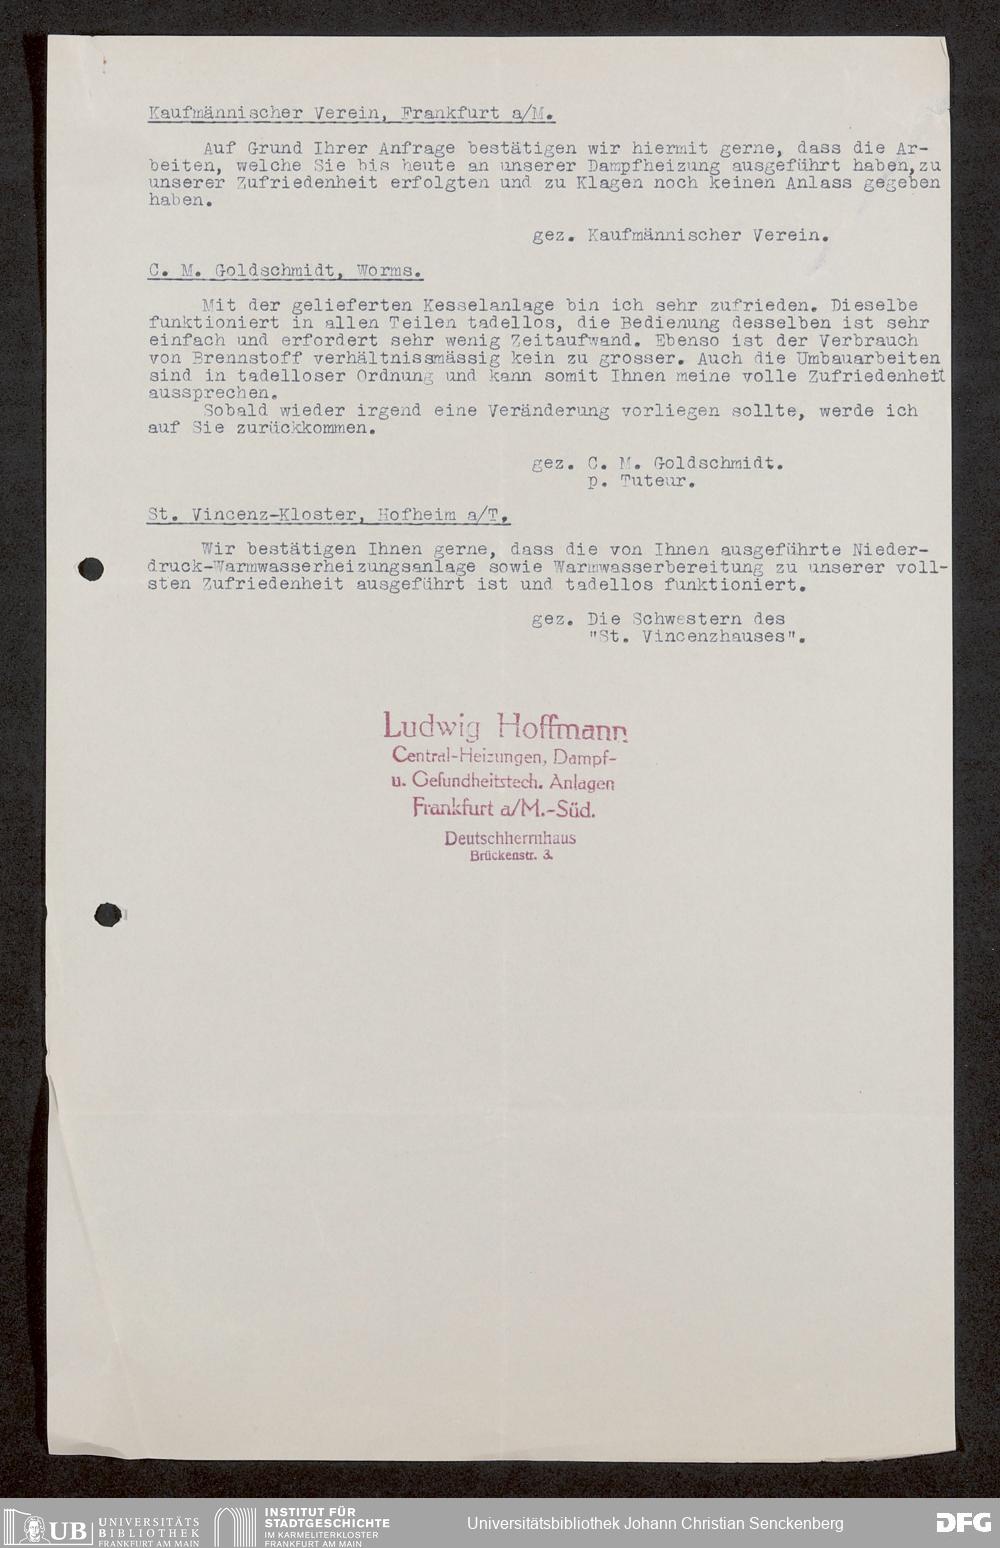 Kaufmännischer Verein, Frankfurt a/M.
Auf Grund Ihrer Anfrage bestätigen wir hiermit gerne, dass die Ar-
beiten, welche Sie bis heute an unserer Dampfheizung ausgeführt haben, zu
unserer Zufriedenheit erfolgten und zu Klagen noch keinen Anlass gegeben
haben.
gez. Kaufmännischer Verein.
C. M. Goldschmidt, Worms.
Mit der gelieferten Kesselanlage bin ich sehr zufrieden. Dieselbe
funktioniert in allen Teilen tadellos, die Bedienung desselben ist sehr
einfach und erfordert sehr wenig Zeitaufwand. Ebenso ist der Verbrauch
von Brennstoff verhältnissmässig kein zu grosser. Auch die Umbauarbeiten
sind in tadelloser Ordnung und kann somit Ihnen meine volle Zufriedenheit
aussprechen.
Sobald wieder irgend eine Veränderung vorliegen sollte, werde ich
auf Sie zurückkommen.
gez. C. M. Goldschmidt.
p. Tuteur.
St. Vincenz-Kloster, Hofheim a/T.
Wir bestätigen Ihnen gerne, dass die von Ihnen ausgeführte Nieder-
druck-Warmwasserheizungsanlage sowie Warmwasserbereitung zu unserer voll-
sten Zufriedenheit ausgeführt ist und tadellos funktioniert.
gez. Die Schwestern des
"St. Vincenzhauses".
Ludwig Hoffmann
Central-Heizungen, Dampf-
u. Gesundheitstech. Anlagen
Frankfurt a/M.-Süd.
Deutschherrnhaus
Brückenstr. 3.
UB UNIVERSITÄTS
BIBLIOTHEK
FRANKFURT AM MAIN
INSTITUT FÜR
STADTGESCHICHTE
IM KARMELITERKLOSTER
FRANKFURT AM MAIN
Universitätsbibliothek Johann Christian Senckenberg
DFG